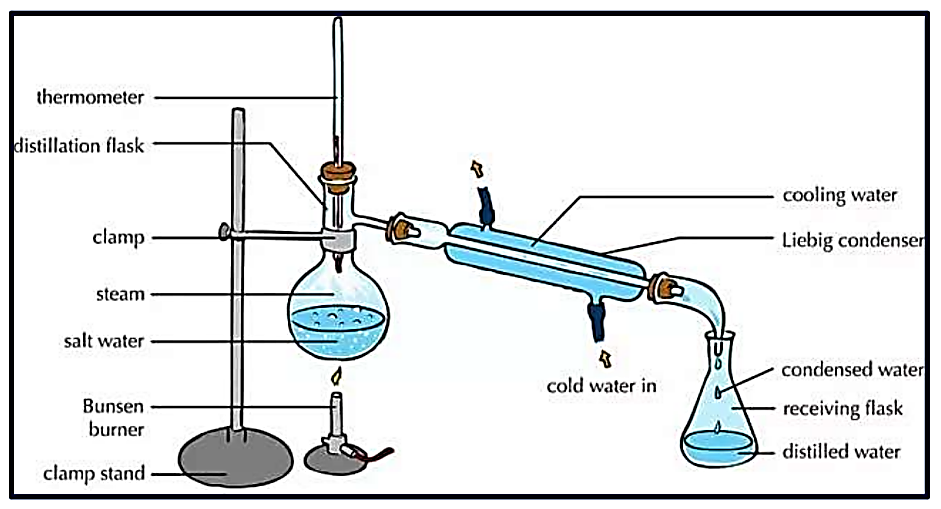 thermometer
distillation flask
clamp
steam
salt water
Bunsen
burner
clamp stand
cooling water
Liebig condenser
cold water in
condensed water
receiving flask
distilled water